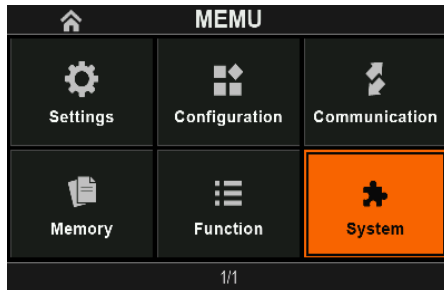 MEMU
Settings
Configuration
Communication
Memory
Function
System
1/1